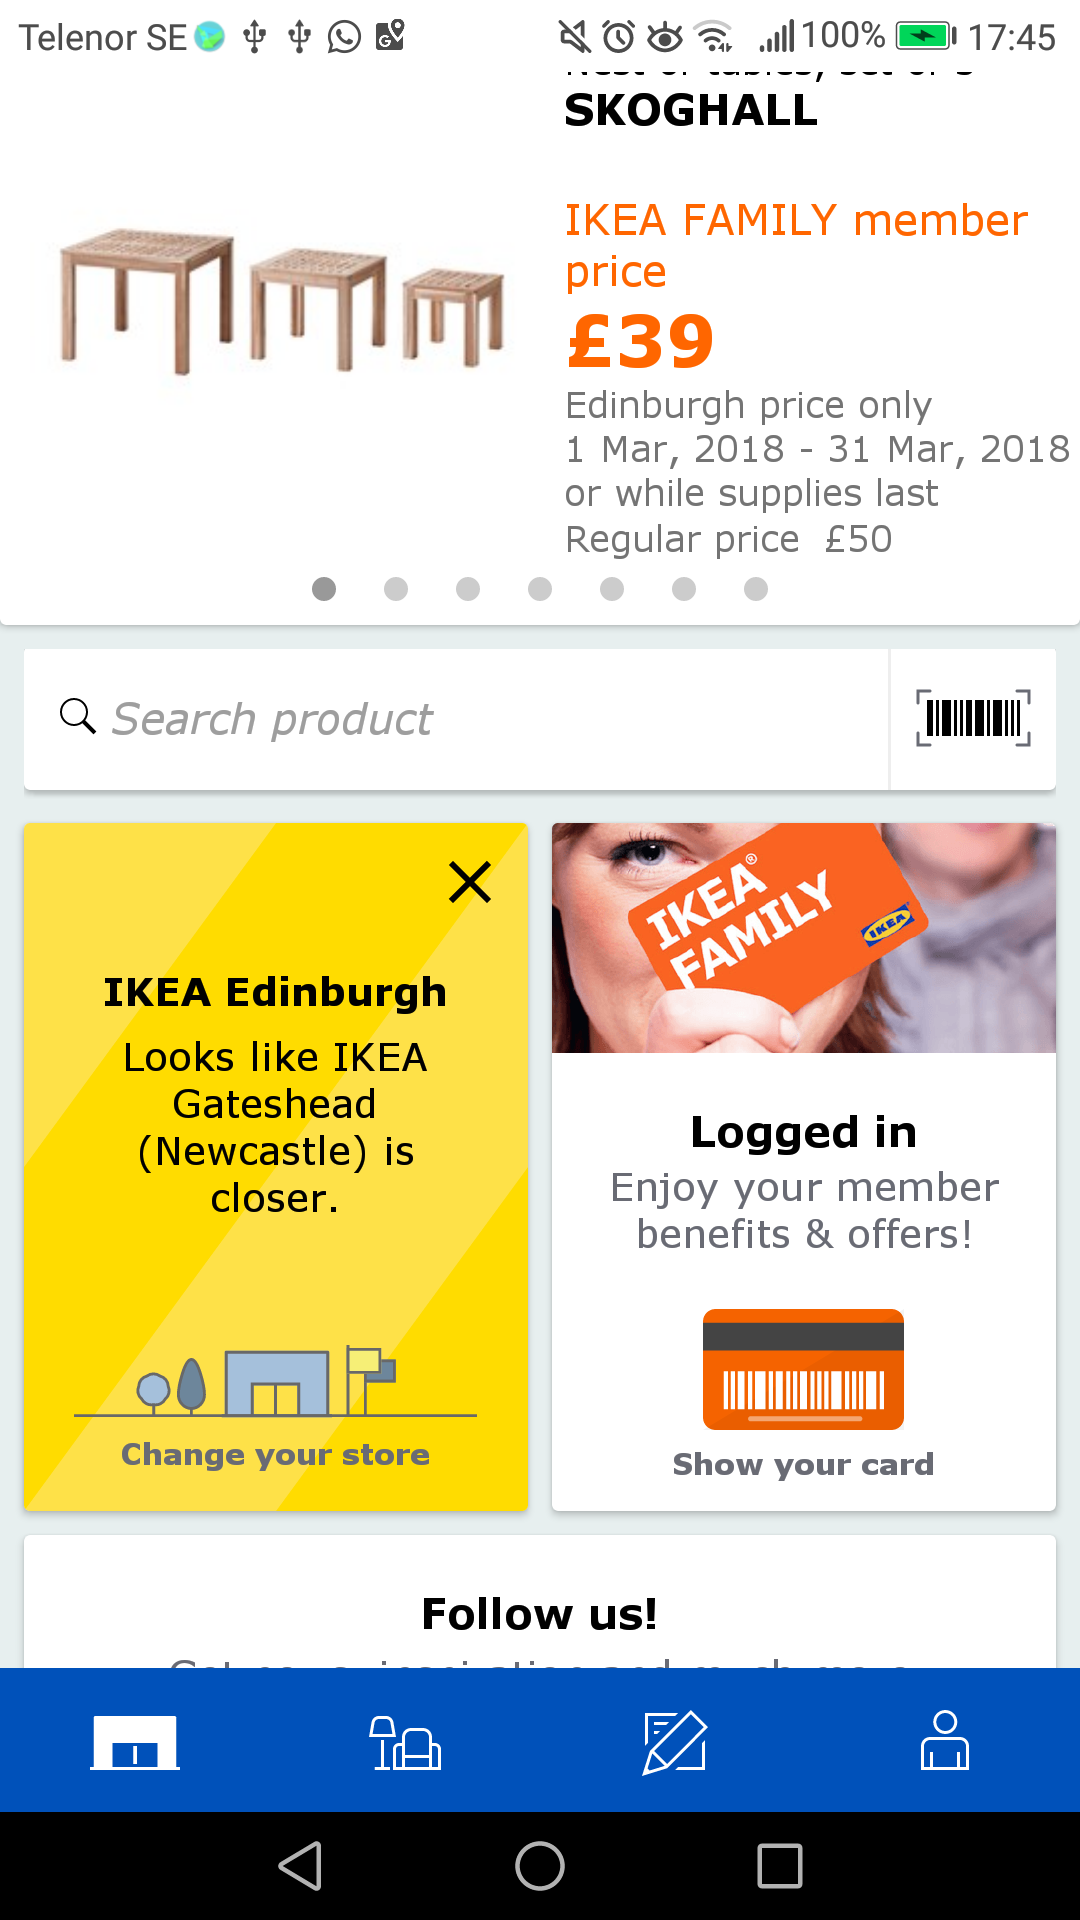 Telenor SE 100% 17:45
SKOGHALL
IKEA FAMILY member
price
£39
Edinburgh price only
1 Mar, 2018 - 31 Mar, 2018
or while supplies last
Regular price £50
Search product
IKEA Edinburgh
Looks like IKEA
Gateshead
(Newcastle) is
closer.
Change your store
IKEA®
FAMILY
IKEA
Logged in
Enjoy your member
benefits & offers!
Show your card
Follow us!